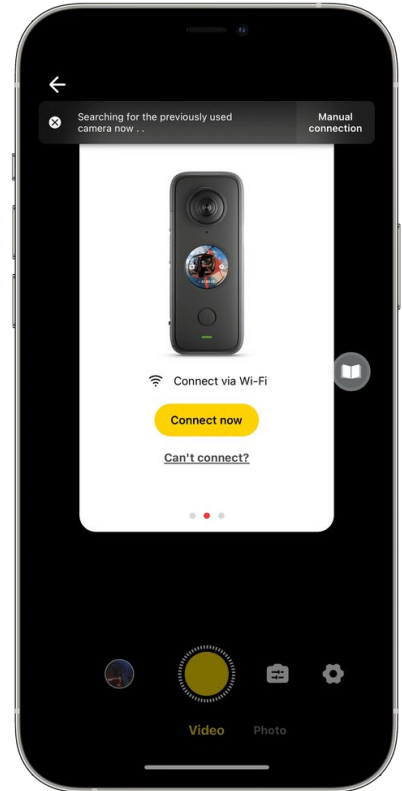 Searching for the previously used
camera now . .
Manual
connection
Connect via Wi-Fi
Connect now
Can't connect?
Video
Photo